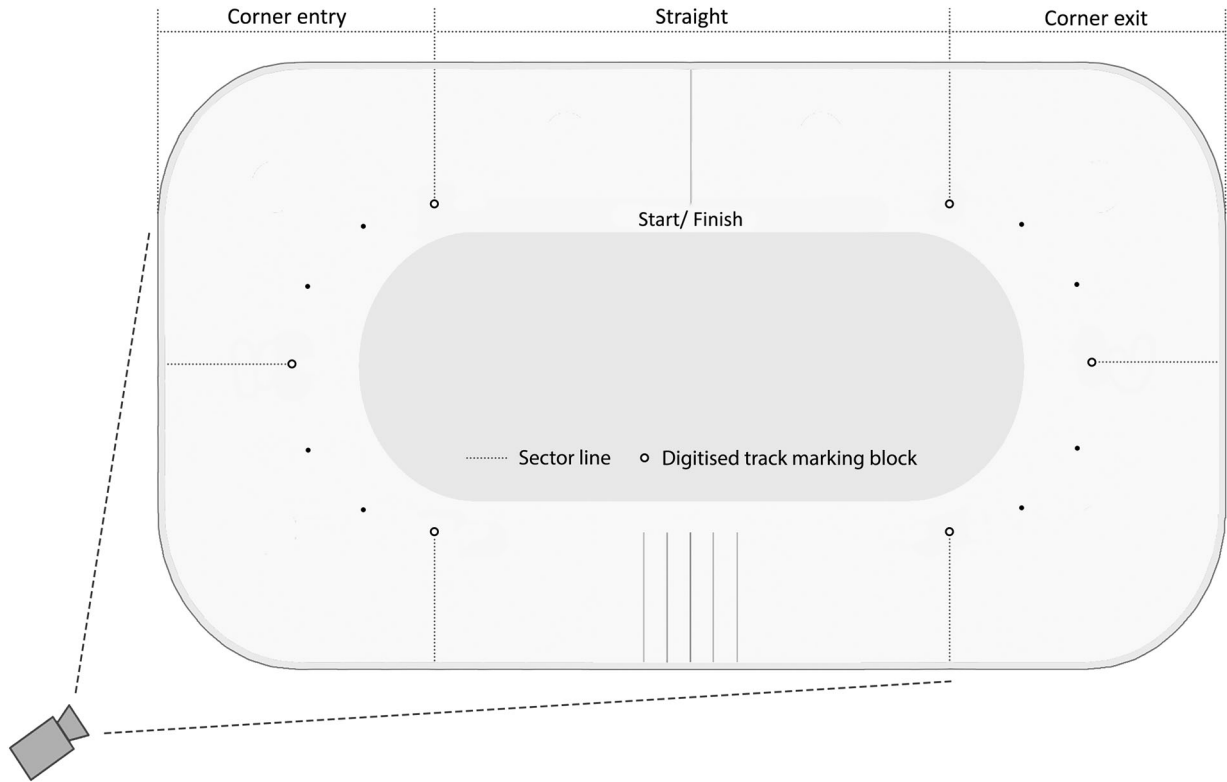 Corner entry
Straight
Corner exit
Start/ Finish
Sector line
Digitised track marking block